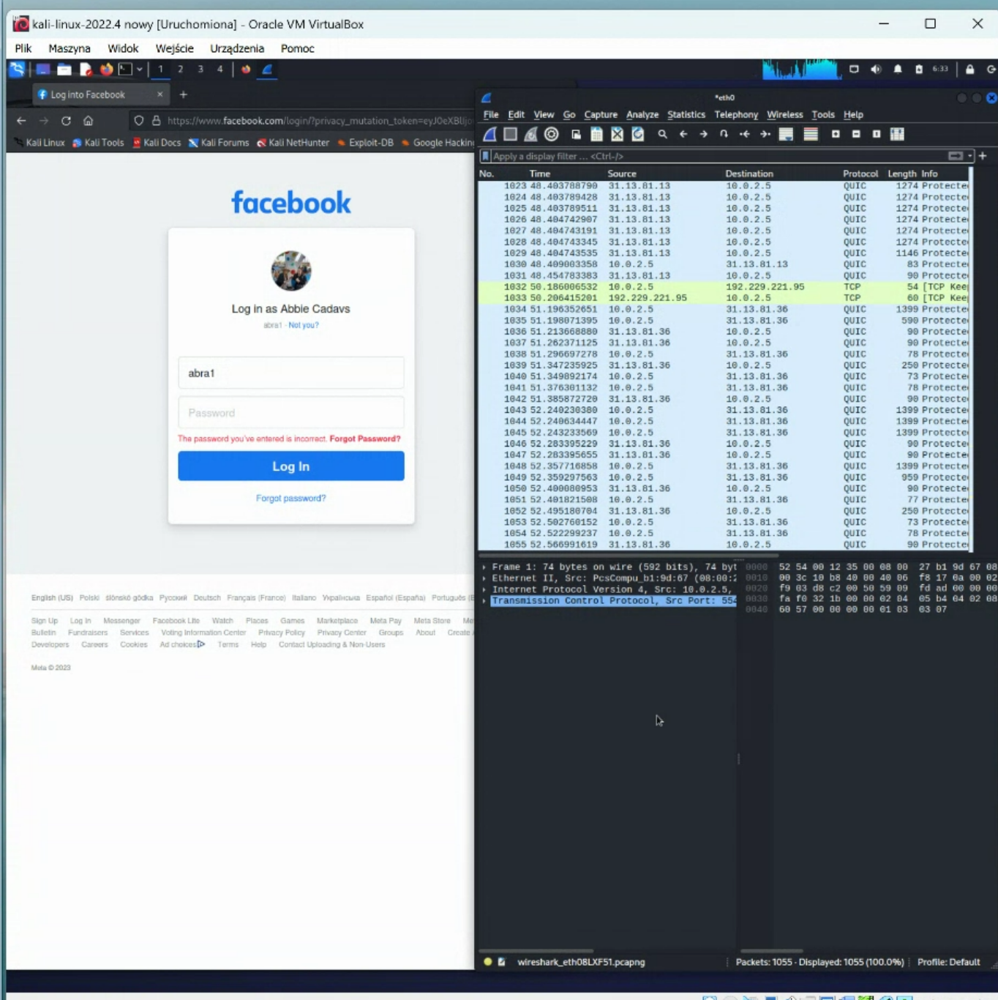 kali-linux-2022.4 nowy [Uruchomiona] - Oracle VM VirtualBox
Plik Maszyna Widok Wejście Urządzenia Pomoc
1 2 3 4 6:33
Log into Facebook
https://www.facebook.com/login/?privacy_mutation_token=
Kali Linux Kali Tools Kali Docs Kali Forums Kali NetHunter Exploit-DB Google Hackin
facebook
Log in as Abbie Cadavs
abra1 · Not you?
abra1
Password
The password you've entered is incorrect. Forgot Password?
Log In
Forgot password?
English (US) Polski ślōnskŏ gŏdka Русский Deutsch Français (France) Italiano Українська Español (España) Português (
Sign Up Log In Messenger Facebook Lite Watch Places Games Marketplace Meta Pay Meta Store Me
Bulletin Fundraisers Services Voting Information Center Privacy Policy Privacy Center Groups About Create
Developers Careers Cookies Ad choices Terms Help Contact Uploading & Non-Users
Meta © 2023
*eth0
File Edit View Go Capture Analyze Statistics Telephony Wireless Tools Help
Apply a display filter ... <Ctrl-/>
No. Time Source Destination Protocol Length Info
1023 48.403788790 31.13.81.13 10.0.2.5 QUIC 1274 Protecte
1024 48.403789428 31.13.81.13 10.0.2.5 QUIC 1274 Protecte
1025 48.403789511 31.13.81.13 10.0.2.5 QUIC 1274 Protecte
1026 48.404742907 31.13.81.13 10.0.2.5 QUIC 1274 Protecte
1027 48.404743191 31.13.81.13 10.0.2.5 QUIC 1274 Protecte
1028 48.404743345 31.13.81.13 10.0.2.5 QUIC 1274 Protecte
1029 48.404743535 31.13.81.13 10.0.2.5 QUIC 1146 Protecte
1030 48.409003358 10.0.2.5 31.13.81.13 QUIC 83 Protecte
1031 48.454783383 31.13.81.13 10.0.2.5 QUIC 90 Protecte
1032 50.186006532 10.0.2.5 192.229.221.95 TCP 54 [TCP Kee
1033 50.206415201 192.229.221.95 10.0.2.5 TCP 60 [TCP Kee
1034 51.196352651 10.0.2.5 31.13.81.36 QUIC 1399 Protecte
1035 51.198071395 10.0.2.5 31.13.81.36 QUIC 590 Protecte
1036 51.213668880 31.13.81.36 10.0.2.5 QUIC 90 Protecte
1037 51.262371125 31.13.81.36 10.0.2.5 QUIC 90 Protecte
1038 51.296697278 10.0.2.5 31.13.81.36 QUIC 78 Protecte
1039 51.347235925 31.13.81.36 10.0.2.5 QUIC 250 Protecte
1040 51.349892174 10.0.2.5 31.13.81.36 QUIC 73 Protecte
1041 51.376301132 10.0.2.5 31.13.81.36 QUIC 78 Protecte
1042 51.385872720 31.13.81.36 10.0.2.5 QUIC 90 Protecte
1043 52.240230380 10.0.2.5 31.13.81.36 QUIC 1399 Protecte
1044 52.240634447 10.0.2.5 31.13.81.36 QUIC 1399 Protecte
1045 52.243233569 10.0.2.5 31.13.81.36 QUIC 1399 Protecte
1046 52.283395229 31.13.81.36 10.0.2.5 QUIC 90 Protecte
1047 52.283395655 31.13.81.36 10.0.2.5 QUIC 90 Protecte
1048 52.357716858 10.0.2.5 31.13.81.36 QUIC 1399 Protecte
1049 52.359297563 10.0.2.5 31.13.81.36 QUIC 959 Protecte
1050 52.400080953 31.13.81.36 10.0.2.5 QUIC 90 Protecte
1051 52.401821508 10.0.2.5 31.13.81.36 QUIC 77 Protecte
1052 52.495180704 31.13.81.36 10.0.2.5 QUIC 250 Protecte
1053 52.502760152 10.0.2.5 31.13.81.36 QUIC 73 Protecte
1054 52.522299237 10.0.2.5 31.13.81.36 QUIC 78 Protecte
1055 52.566991619 31.13.81.36 10.0.2.5 QUIC 90 Protecte
Frame 1: 74 bytes on wire (592 bits), 74 byt
Ethernet II, Src: PcsCompu_b1:9d:67 (08:00:2
Internet Protocol Version 4, Src: 10.0.2.5,
Transmission Control Protocol, Src Port: 554
0000 52 54 00 12 35 00 08 00 27 b1 9d 67 08
0010 00 3c 10 b8 40 00 40 06 f8 17 0a 00 02
0020 f9 03 d8 c2 00 50 59 09 fd ad 00 00 00
0030 fa f0 32 1b 00 00 02 04 05 b4 04 02 08
0040 60 57 00 00 00 00 01 03 03 07
wireshark_eth08LXF51.pcapng Packets: 1055 · Displayed: 1055 (100.0%) Profile: Default